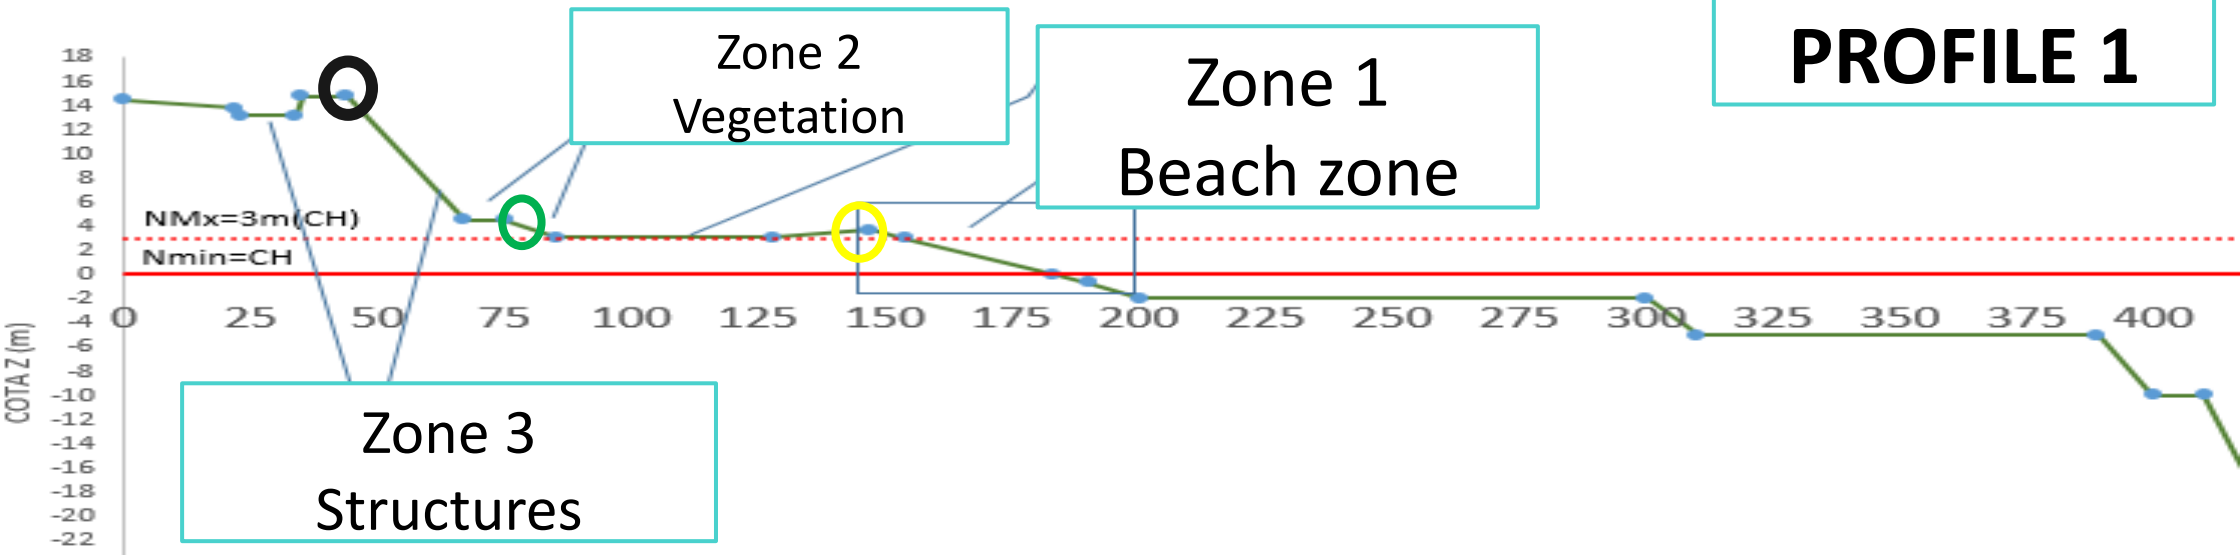 PROFILE 1
Zone 2
Vegetation
Zone 1
Beach zone
18
16
14
12
10
8
6
4
2
0
-2
-4
-6
-8
-10
-12
-14
-16
-18
-20
-22
NMx=3m(CH)
Nmin=CH
0 25 50 75 100 125 150 175 200 225 250 275 300 325 350 375 400
COTA Z (m)
Zone 3
Structures